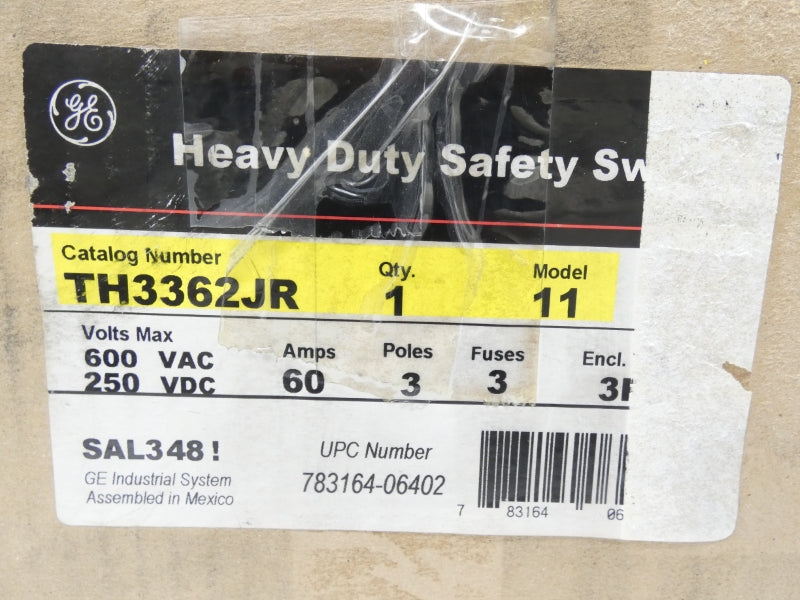 GE
Heavy Duty Safety Sw
Catalog Number Qty. Model
TH3362JR 1 11
Volts Max Amps Poles Fuses Encl.
600 VAC
250 VDC 60 3 3 3
SAL348!
GE Industrial System
Assembled in Mexico
UPC Number
783164-06402
7 83164 06